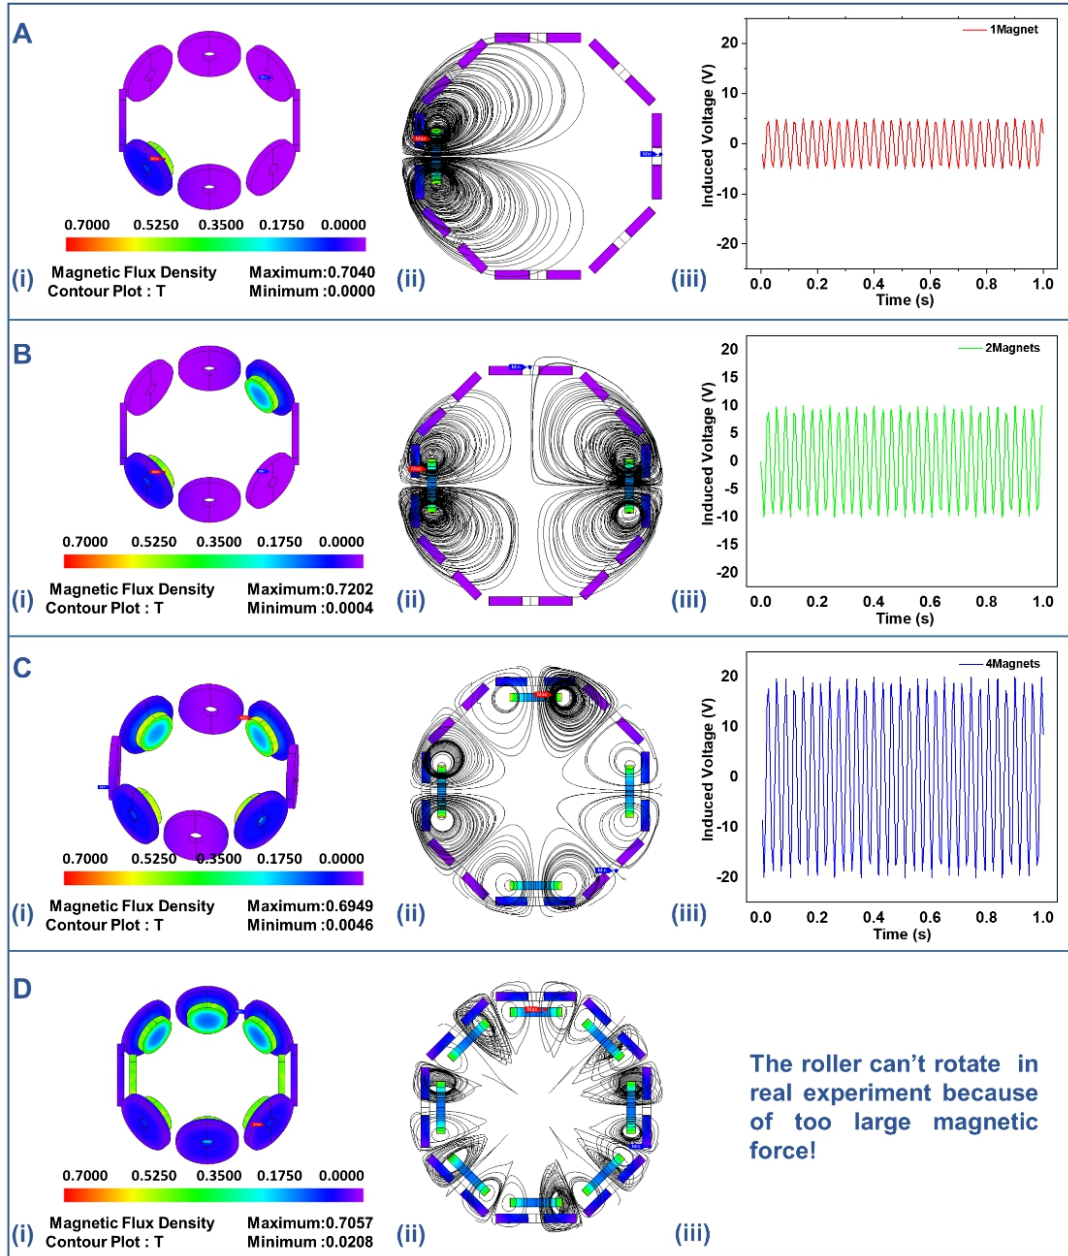 A
0.7000 0.5250 0.3500 0.1750 0.0000
(i) Magnetic Flux Density Maximum:0.7040
Contour Plot : T Minimum :0.0000
Max
Min
(ii)
1Magnet
Induced Voltage (V)
20
10
0
-10
-20
0.0 0.2 0.4 0.6 0.8 1.0
Time (s)
(iii)
B
0.7000 0.5250 0.3500 0.1750 0.0000
(i) Magnetic Flux Density Maximum:0.7202
Contour Plot : T Minimum :0.0004
Max
(ii)
2Magnets
Induced Voltage (V)
20
15
10
5
0
-5
-10
-15
-20
0.0 0.2 0.4 0.6 0.8 1.0
Time (s)
(iii)
C
0.7000 0.5250 0.3500 0.1750 0.0000
(i) Magnetic Flux Density Maximum:0.6949
Contour Plot : T Minimum :0.0046
Max
(ii)
4Magnets
Induced Voltage (V)
20
10
0
-10
-20
0.0 0.2 0.4 0.6 0.8 1.0
Time (s)
(iii)
D
0.7000 0.5250 0.3500 0.1750 0.0000
(i) Magnetic Flux Density Maximum:0.7057
Contour Plot : T Minimum :0.0208
Max
(ii)
The roller can't rotate in
real experiment because
of too large magnetic
force!
(iii)